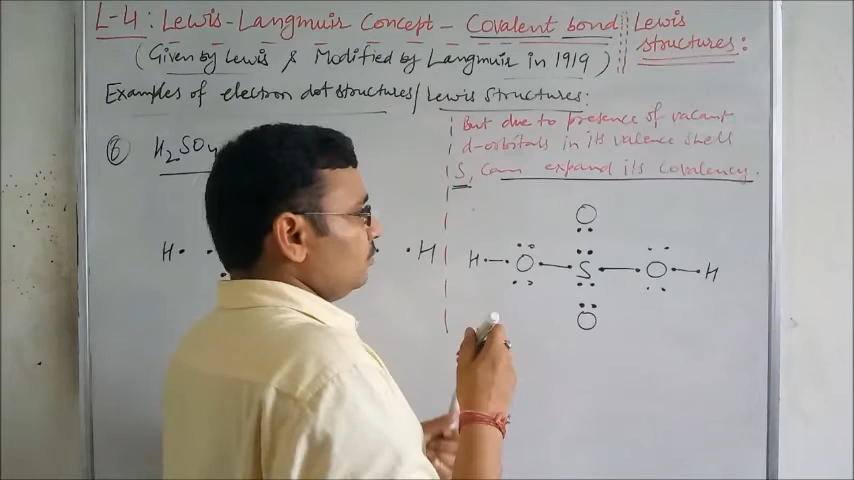 L-4: Lewis-Langmuir Concept - Covalent bond
Lewis structures:
(Given by Lewis & Modified by Langmuir in 1919)
Examples of electron dot structures/Lewis Structures:
⑥ H₂SO₄
H
H
But due to presence of vacant
d-orbitals in its valence shell
S, can expand its covalency.
O
H O S O H
O